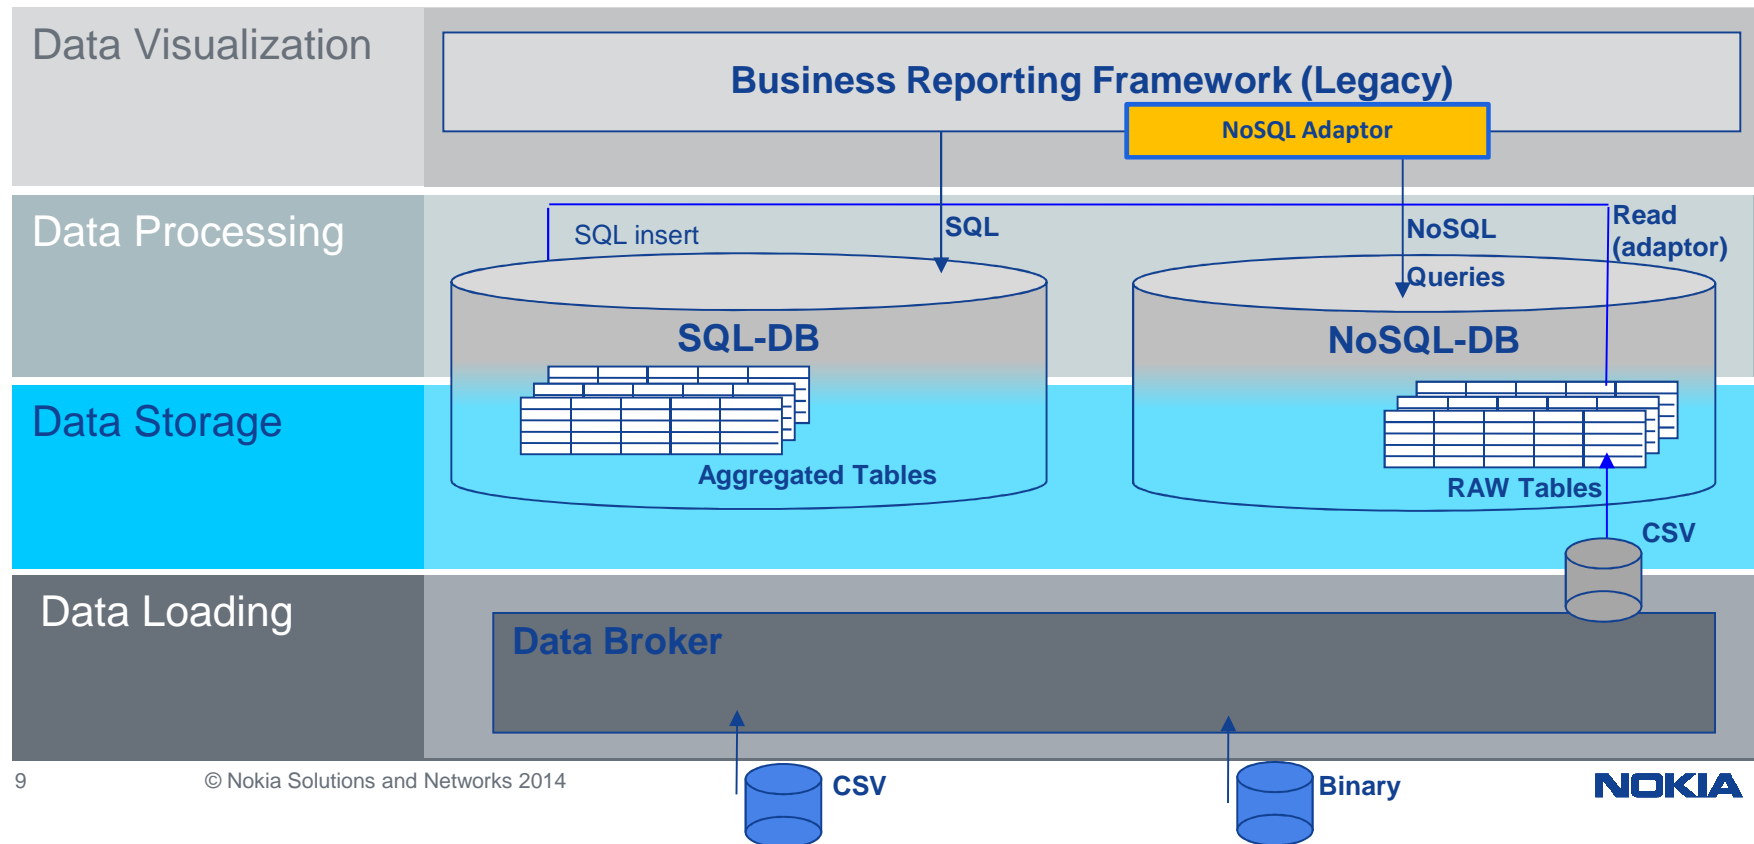 Data Visualization
Business Reporting Framework (Legacy)
NoSQL Adaptor
Data Processing
SQL insert
SQL
NoSQL
Queries
Read
(adaptor)
SQL-DB
NoSQL-DB
Data Storage
Aggregated Tables
RAW Tables
CSV
Data Loading
Data Broker
9
© Nokia Solutions and Networks 2014
CSV
Binary
NOKIA